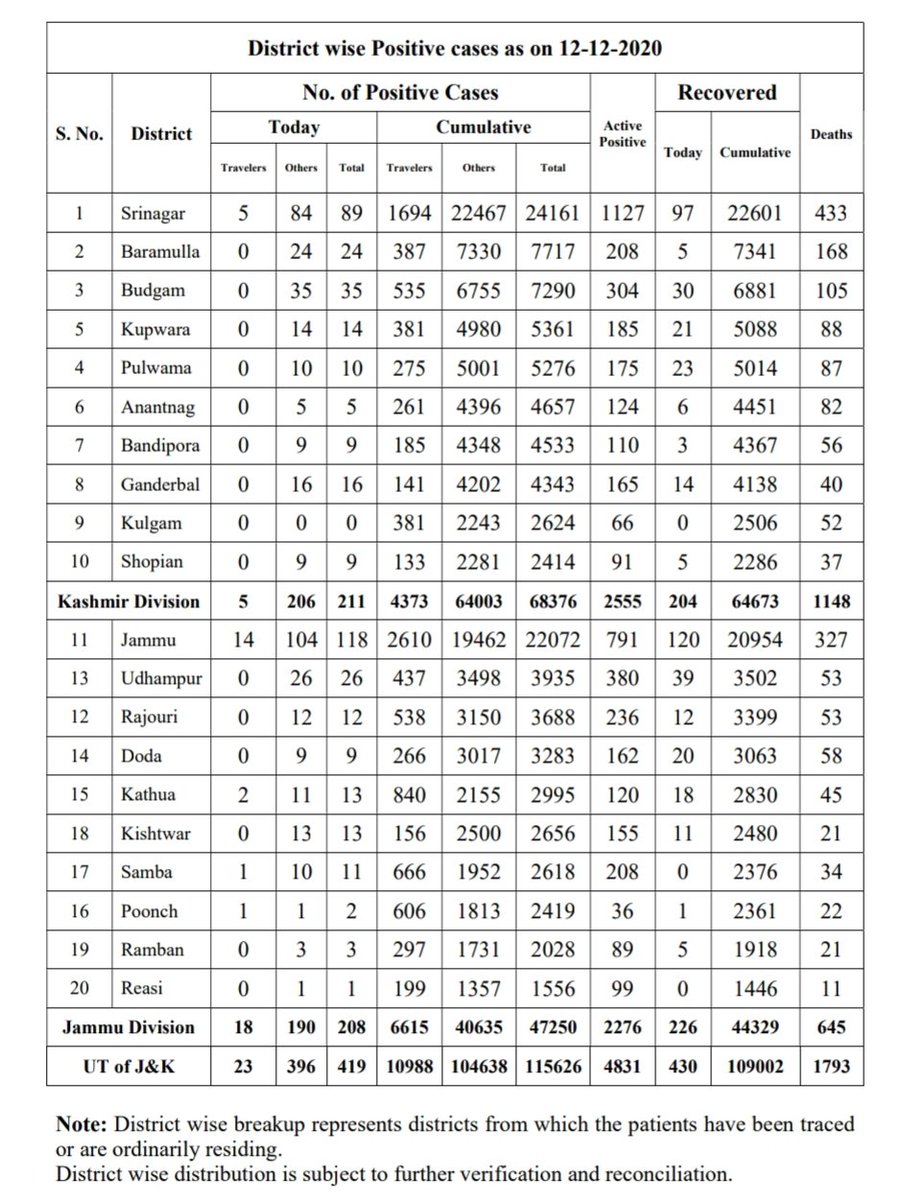 District wise Positive cases as on 12-12-2020
S. No. District No. of Positive Cases Active Positive Recovered Deaths
Today Cumulative Today Cumulative
Travelers Others Total Travelers Others Total
1 Srinagar 5 84 89 1694 22467 24161 1127 97 22601 433
2 Baramulla 0 24 24 387 7330 7717 208 5 7341 168
3 Budgam 0 35 35 535 6755 7290 304 30 6881 105
5 Kupwara 0 14 14 381 4980 5361 185 21 5088 88
4 Pulwama 0 10 10 275 5001 5276 175 23 5014 87
6 Anantnag 0 5 5 261 4396 4657 124 6 4451 82
7 Bandipora 0 9 9 185 4348 4533 110 3 4367 56
8 Ganderbal 0 16 16 141 4202 4343 165 14 4138 40
9 Kulgam 0 0 0 381 2243 2624 66 0 2506 52
10 Shopian 0 9 9 133 2281 2414 91 5 2286 37
Kashmir Division 5 206 211 4373 64003 68376 2555 204 64673 1148
11 Jammu 14 104 118 2610 19462 22072 791 120 20954 327
13 Udhampur 0 26 26 437 3498 3935 380 39 3502 53
12 Rajouri 0 12 12 538 3150 3688 236 12 3399 53
14 Doda 0 9 9 266 3017 3283 162 20 3063 58
15 Kathua 2 11 13 840 2155 2995 120 18 2830 45
18 Kishtwar 0 13 13 156 2500 2656 155 11 2480 21
17 Samba 1 10 11 666 1952 2618 208 0 2376 34
16 Poonch 1 1 2 606 1813 2419 36 1 2361 22
19 Ramban 0 3 3 297 1731 2028 89 5 1918 21
20 Reasi 0 1 1 199 1357 1556 99 0 1446 11
Jammu Division 18 190 208 6615 40635 47250 2276 226 44329 645
UT of J&K 23 396 419 10988 104638 115626 4831 430 109002 1793
Note: District wise breakup represents districts from which the patients have been traced
or are ordinarily residing.
District wise distribution is subject to further verification and reconciliation.